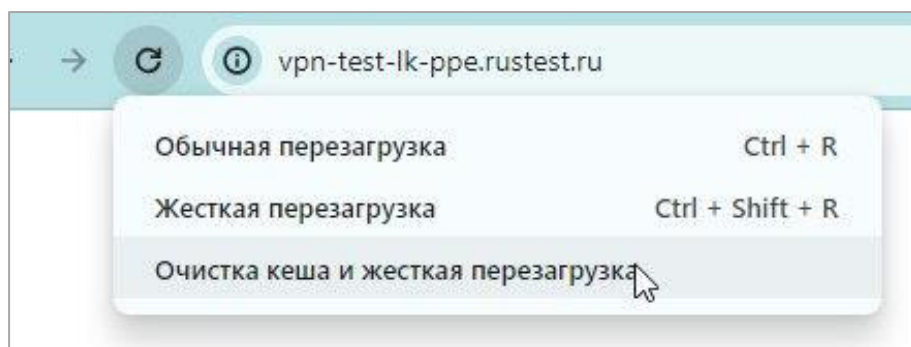 vpn-test-lk-ppe.rustest.ru
Обычная перезагрузка Ctrl + R
Жесткая перезагрузка Ctrl + Shift + R
Очистка кеша и жесткая перезагрузка